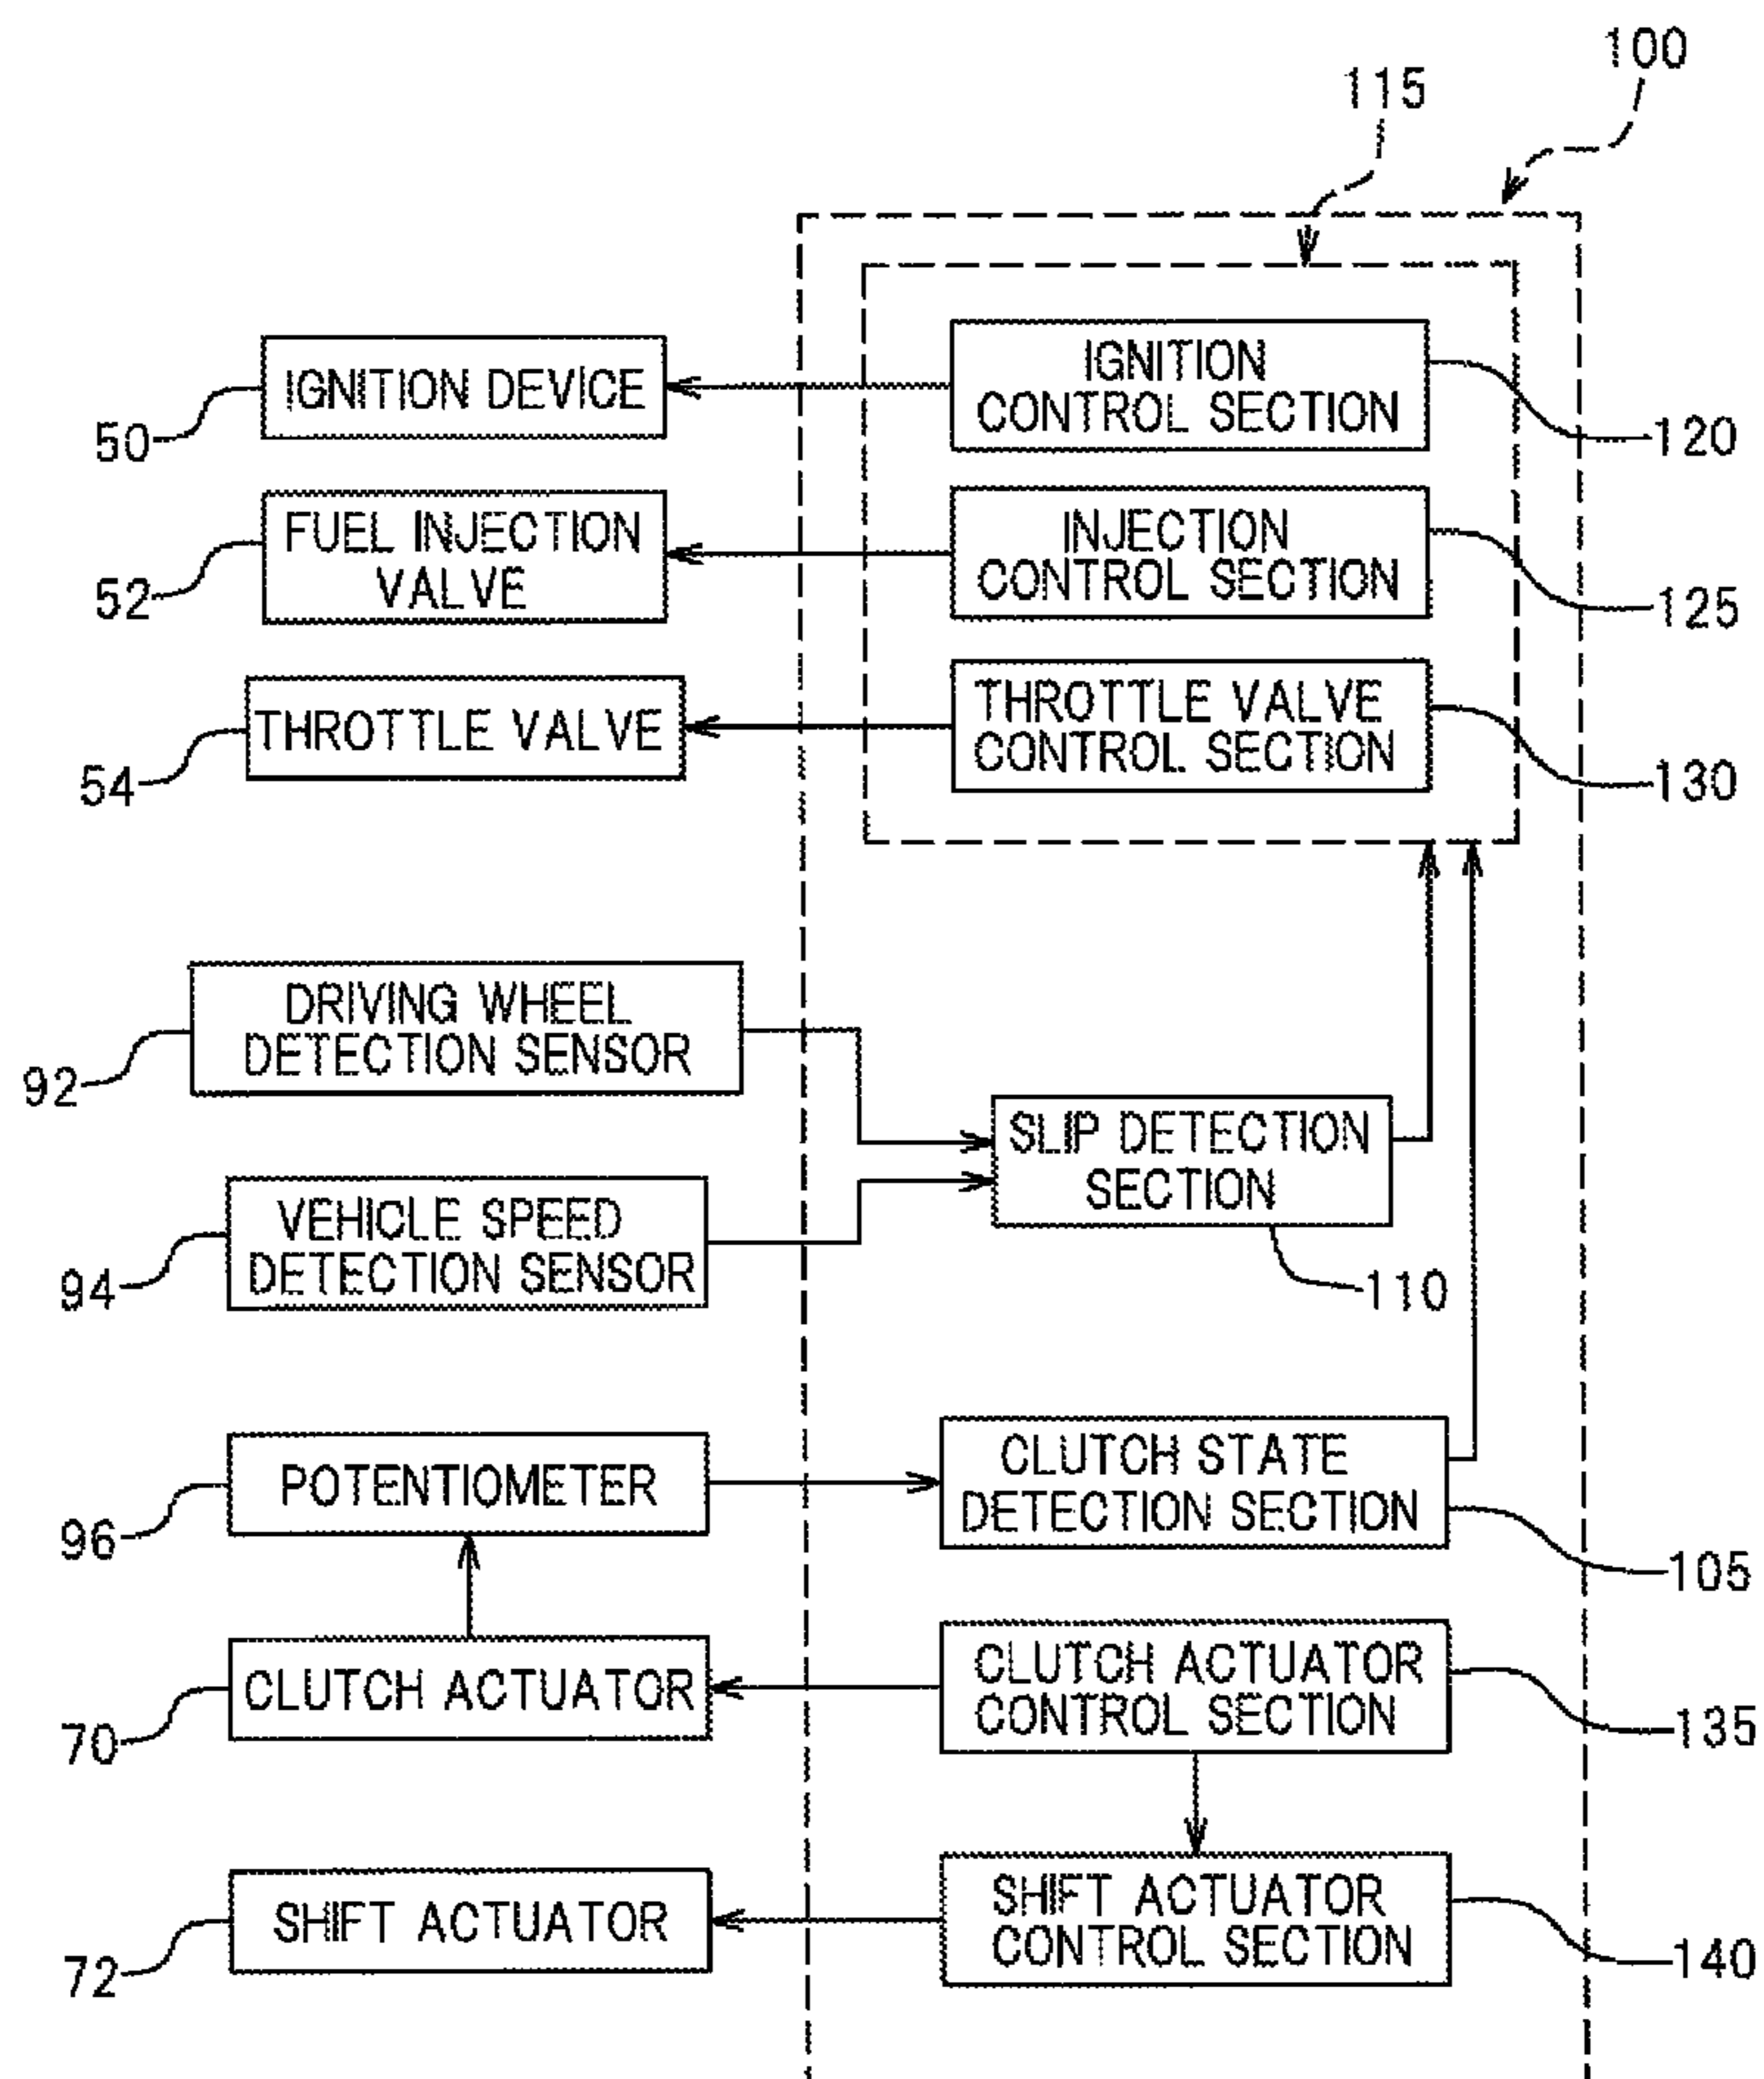 100
115
IGNITION DEVICE
50
IGNITION
CONTROL SECTION
120
FUEL INJECTION
VALVE
52
INJECTION
CONTROL SECTION
125
THROTTLE VALVE
54
THROTTLE VALVE
CONTROL SECTION
130
DRIVING WHEEL
DETECTION SENSOR
92
SLIP DETECTION
SECTION
110
VEHICLE SPEED
DETECTION SENSOR
94
POTENTIOMETER
96
CLUTCH STATE
DETECTION SECTION
105
CLUTCH ACTUATOR
70
CLUTCH ACTUATOR
CONTROL SECTION
135
SHIFT ACTUATOR
72
SHIFT ACTUATOR
CONTROL SECTION
140